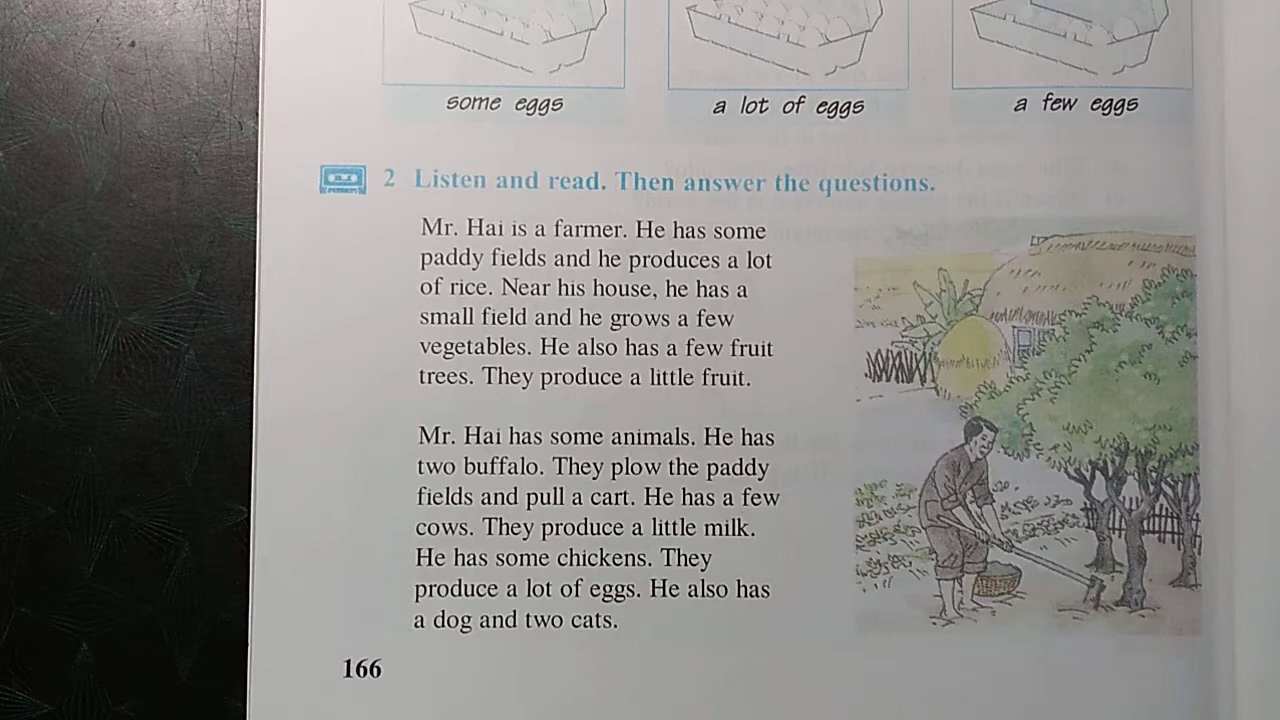 some eggs
a lot of eggs
a few eggs
2 Listen and read. Then answer the questions.
Mr. Hai is a farmer. He has some
paddy fields and he produces a lot
of rice. Near his house, he has a
small field and he grows a few
vegetables. He also has a few fruit
trees. They produce a little fruit.
Mr. Hai has some animals. He has
two buffalo. They plow the paddy
fields and pull a cart. He has a few
cows. They produce a little milk.
He has some chickens. They
produce a lot of eggs. He also has
a dog and two cats.
166